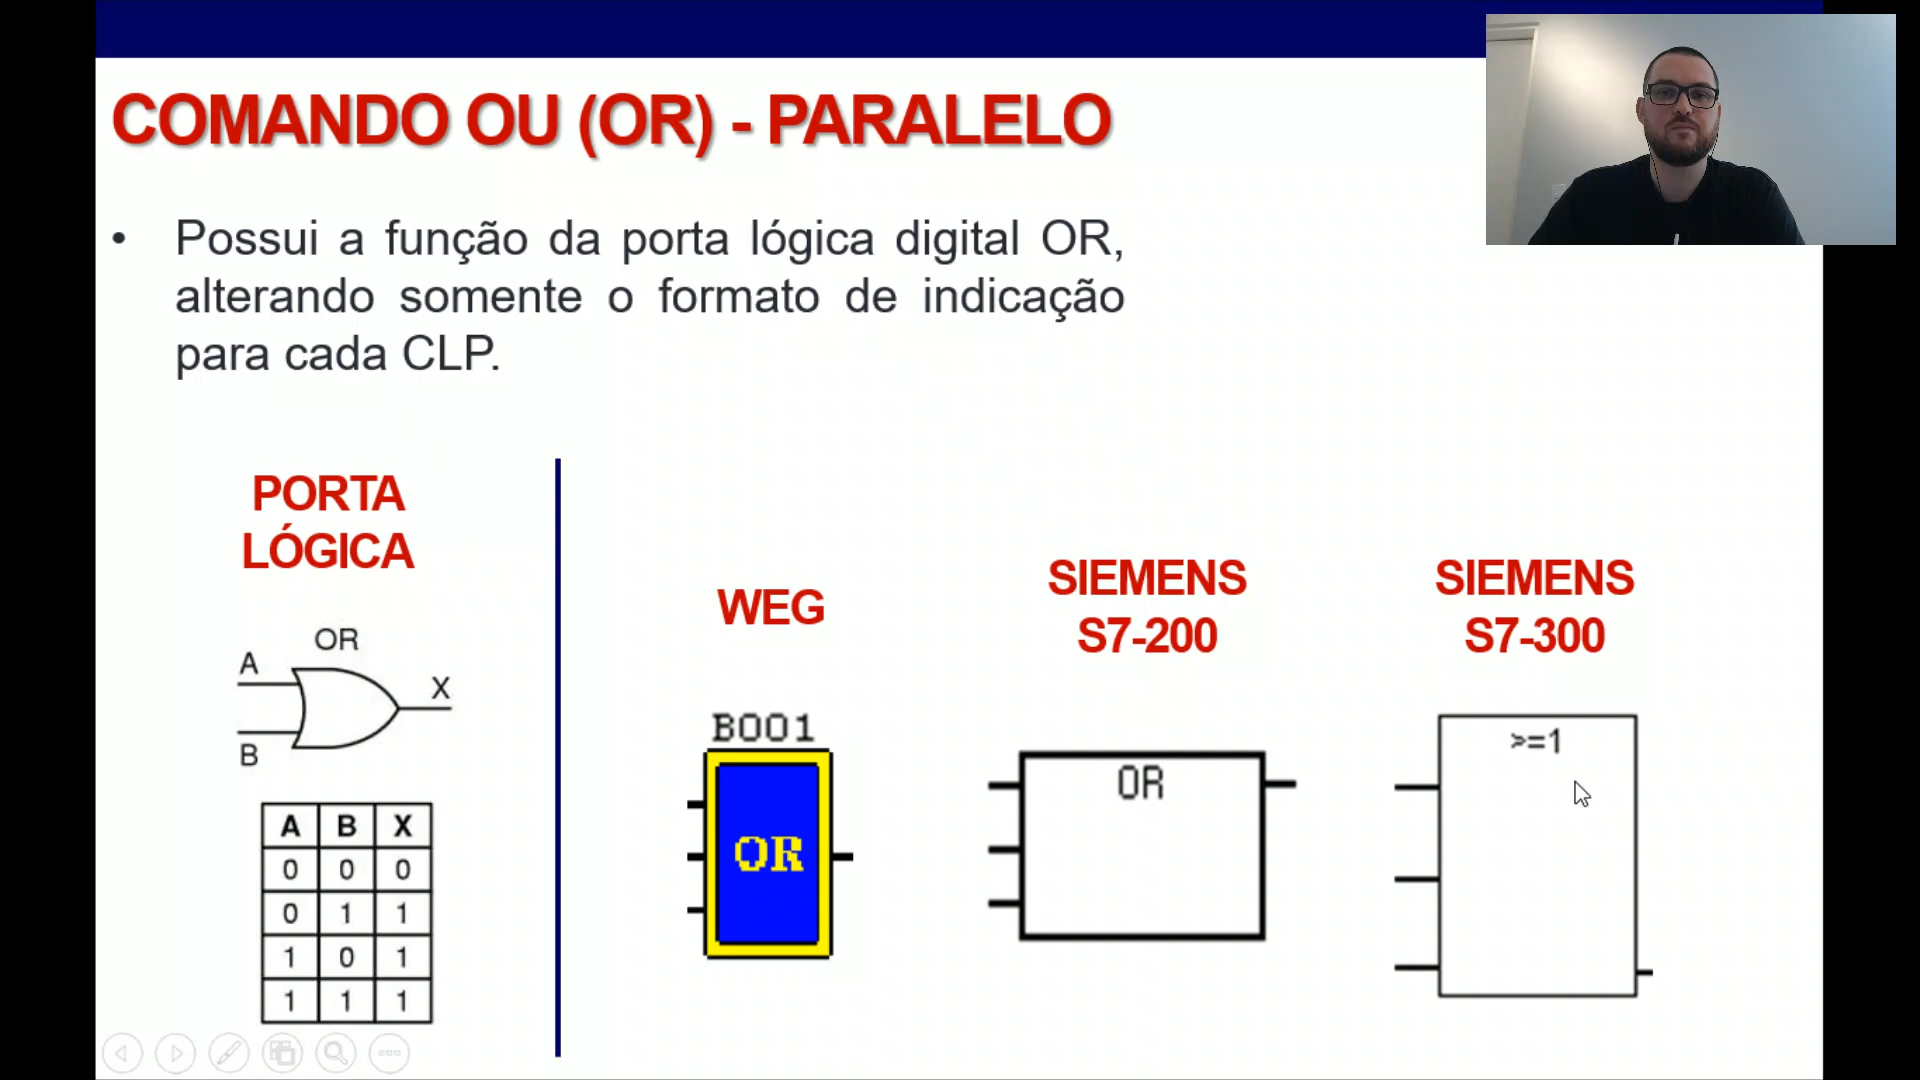 COMANDO OU (OR) - PARALELO
• Possui a função da porta lógica digital OR,
alterando somente o formato de indicação
para cada CLP.
PORTA
LÓGICA
OR
A
X
B
A B X
0 0 0
0 1 1
1 0 1
1 1 1
WEG
B001
OR
SIEMENS
S7-200
OR
SIEMENS
S7-300
>=1